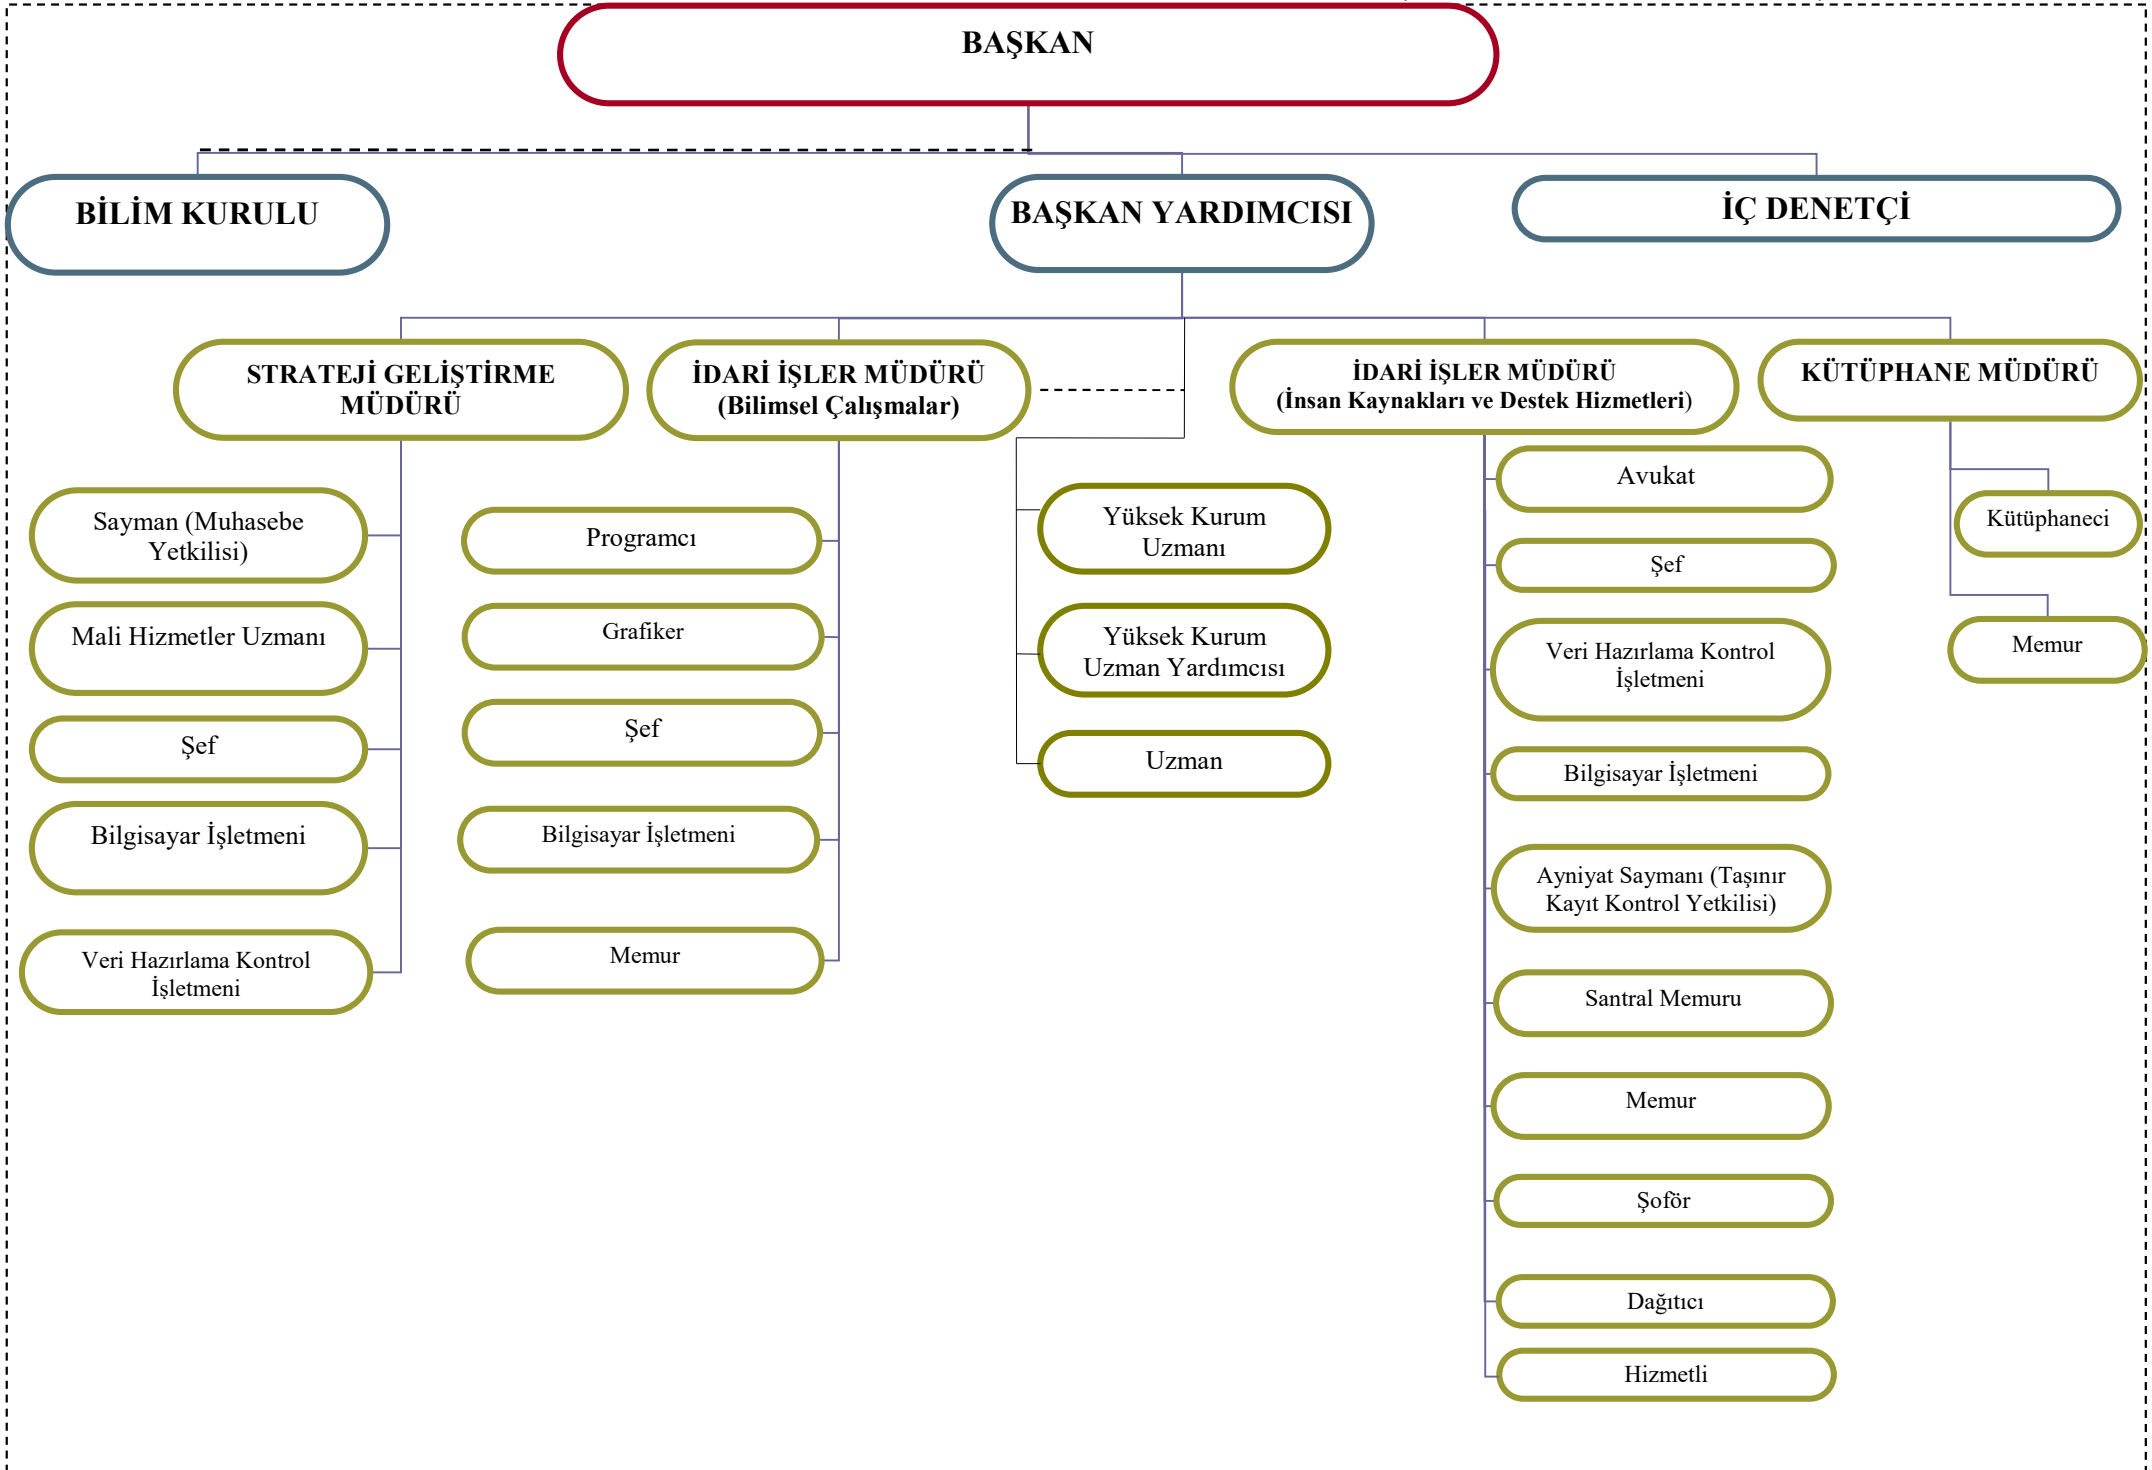 BAŞKAN
BİLİM KURULU
BAŞKAN YARDIMCISI
İÇ DENETÇİ
STRATEJİ GELİŞTİRME
MÜDÜRÜ
İDARİ İŞLER MÜDÜRÜ
(Bilimsel Çalışmalar)
İDARİ İŞLER MÜDÜRÜ
(İnsan Kaynakları ve Destek Hizmetleri)
KÜTÜPHANE MÜDÜRÜ
Sayman (Muhasebe
Yetkilisi)
Mali Hizmetler Uzmanı
Şef
Bilgisayar İşletmeni
Veri Hazırlama Kontrol
İşletmeni
Programcı
Grafiker
Şef
Bilgisayar İşletmeni
Memur
Yüksek Kurum
Uzmanı
Yüksek Kurum
Uzman Yardımcısı
Uzman
Avukat
Şef
Veri Hazırlama Kontrol
İşletmeni
Bilgisayar İşletmeni
Ayniyat Saymanı (Taşınır
Kayıt Kontrol Yetkilisi)
Santral Memuru
Memur
Şoför
Dağıtıcı
Hizmetli
Kütüphaneci
Memur